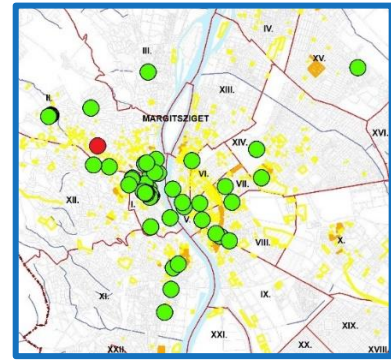 IV.
III.
XV.
XIII.
II.
MARGITSZIGET
XVI.
XIV.
VI.
VII.
XII.
I.
V.
VIII.
X.
XI.
IX.
XIX.
XXI.
XX.
XXII.
XVIII.